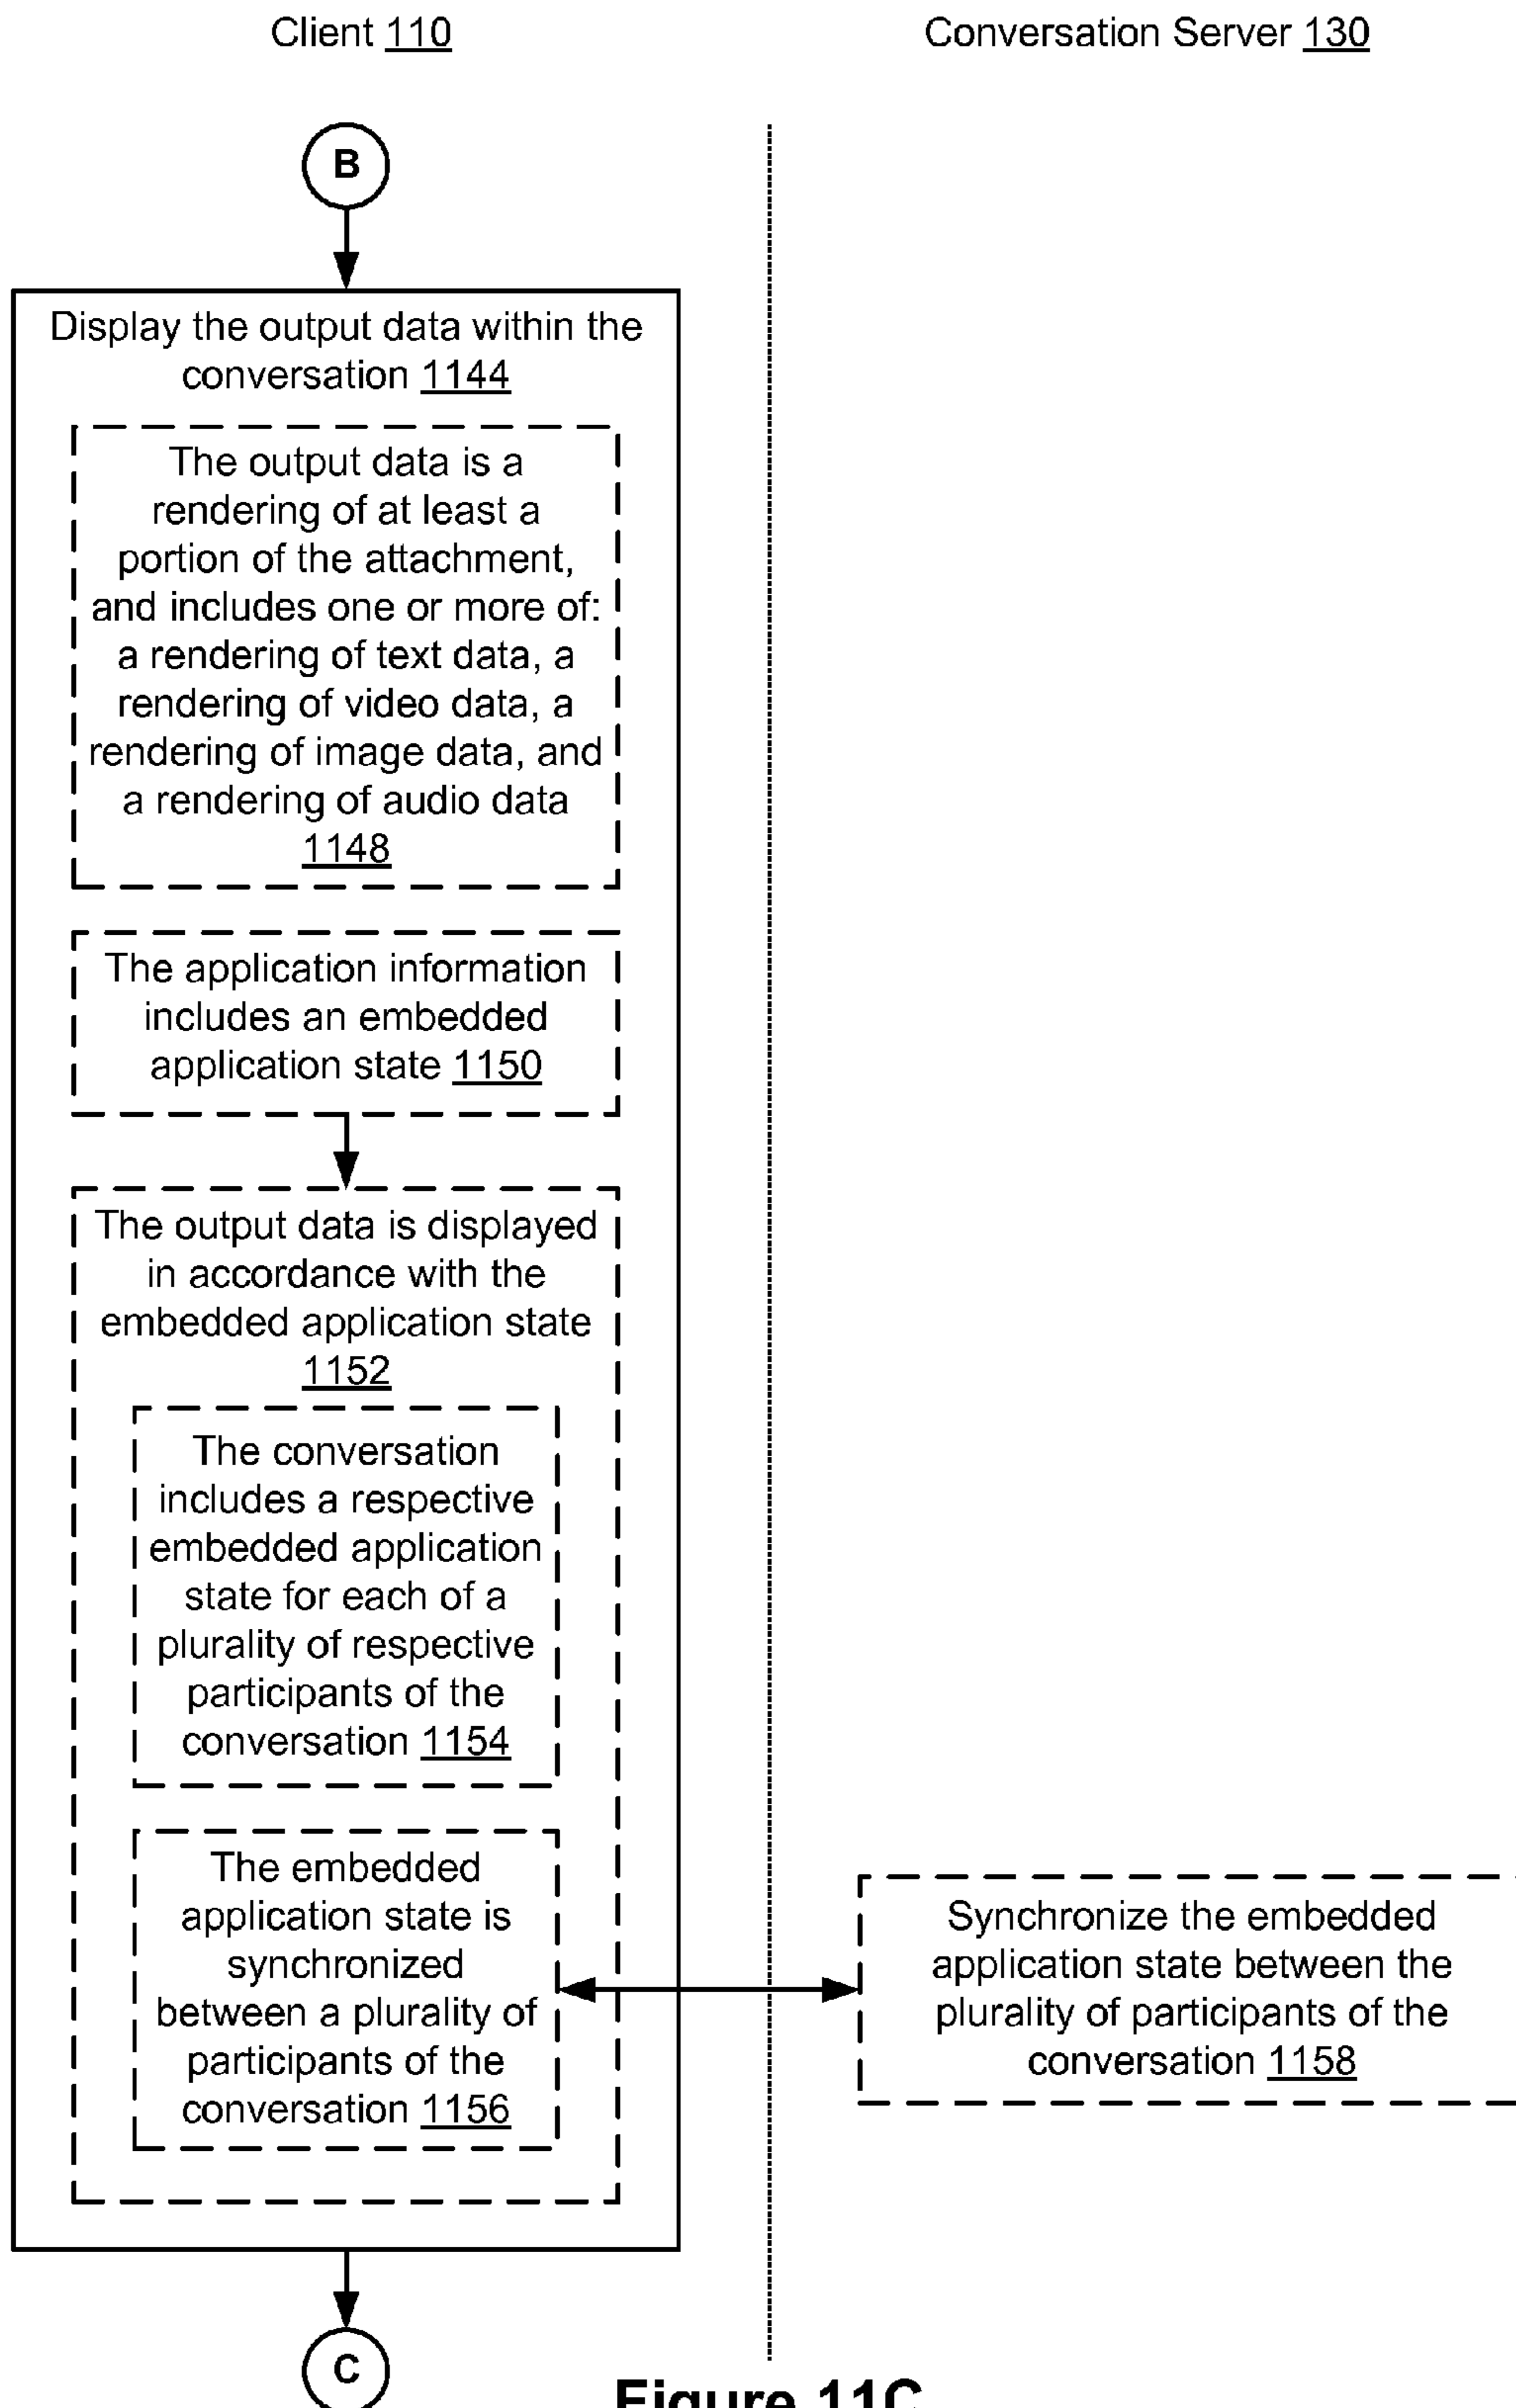 Client 110
Conversation Server 130
B
Display the output data within the
conversation 1144
The output data is a
rendering of at least a
portion of the attachment,
and includes one or more of:
a rendering of text data, a
rendering of video data, a
rendering of image data, and
a rendering of audio data
1148
The application information
includes an embedded
application state 1150
The output data is displayed
in accordance with the
embedded application state
1152
The conversation
includes a respective
embedded application
state for each of a
plurality of respective
participants of the
conversation 1154
The embedded
application state is
synchronized
between a plurality of
participants of the
conversation 1156
Synchronize the embedded
application state between the
plurality of participants of the
conversation 1158
C
Figure 11C